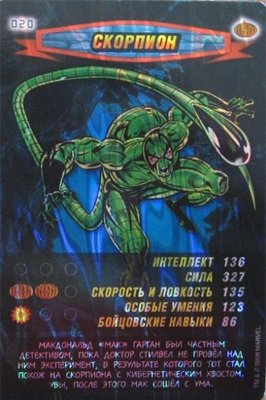 020
СКОРПИОН
ИНТЕЛЛЕКТ 136
СИЛА 327
СКОРОСТЬ И ЛОВКОСТЬ 135
ОСОБЫЕ УМЕНИЯ 123
БОЙЦОВСКИЕ НАВЫКИ 86
МАКДОНАЛЬД «МАК» ГАРГАН БЫЛ ЧАСТНЫМ
ДЕТЕКТИВОМ, ПОКА ДОКТОР СТИЛВЕЛ НЕ ПРОВЁЛ НАД
НИМ ЭКСПЕРИМЕНТ, В РЕЗУЛЬТАТЕ КОТОРОГО ТОТ СТАЛ
ПОХОЖ НА СКОРПИОНА С КИБЕРНЕТИЧЕСКИМ ХВОСТОМ.
УВЫ, ПОСЛЕ ЭТОГО МАК СОШЁЛ С УМА.